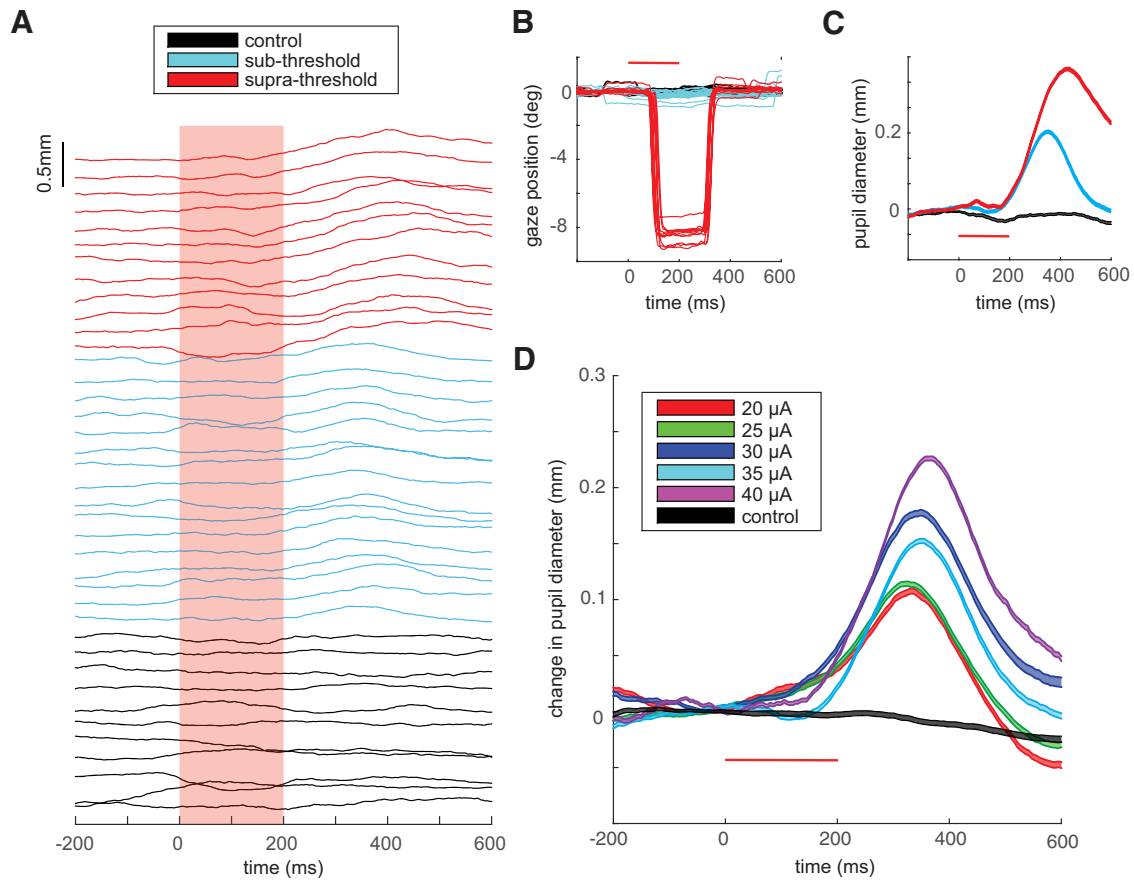 A
control
sub-threshold
supra-threshold
0.5mm
-200
0
200
400
600
time (ms)
B
gaze position (deg)
0
-4
-8
0
200
400
600
time (ms)
C
pupil diameter (mm)
0.2
0
0
200
400
600
time (ms)
D
change in pupil diameter (mm)
0.3
0.2
0.1
0
20 µA
25 µA
30 µA
35 µA
40 µA
control
-200
0
200
400
600
time (ms)